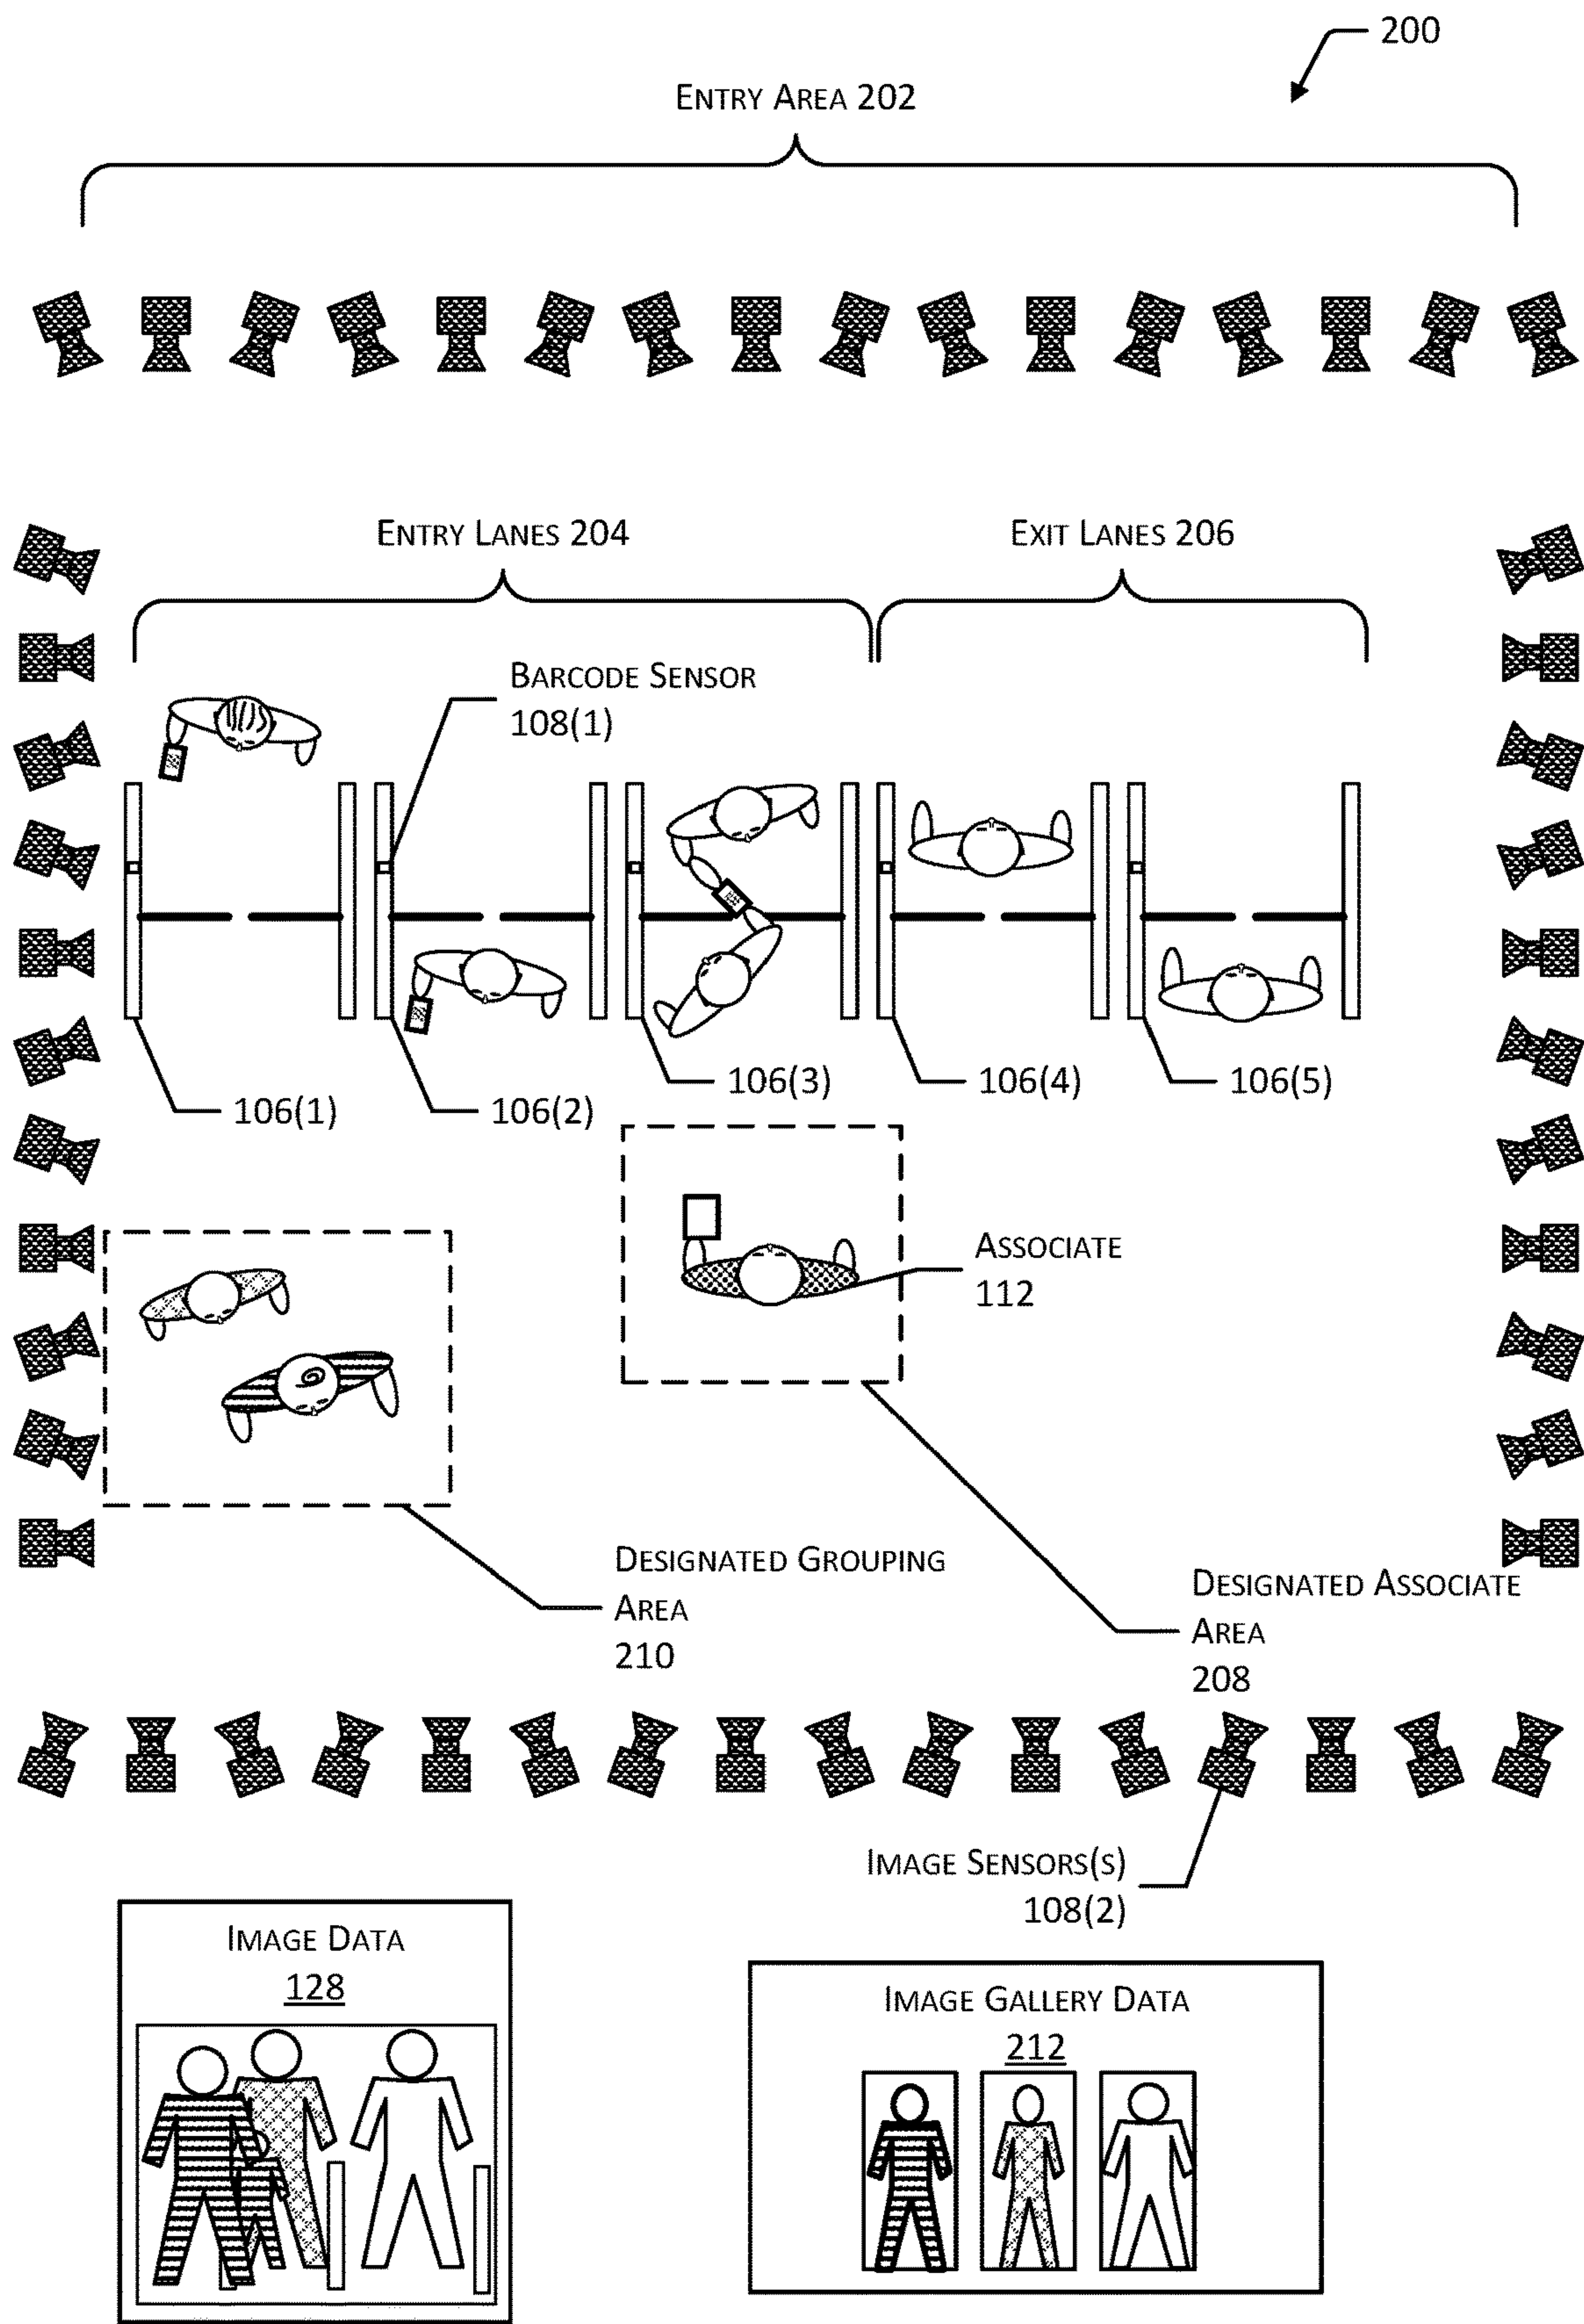 200
ENTRY AREA 202
ENTRY LANES 204
EXIT LANES 206
BARCODE SENSOR
108(1)
106(1)
106(2)
106(3)
106(4)
106(5)
ASSOCIATE
112
DESIGNATED GROUPING
AREA
210
DESIGNATED ASSOCIATE
AREA
208
IMAGE SENSORS(S)
108(2)
IMAGE DATA
128
IMAGE GALLERY DATA
212